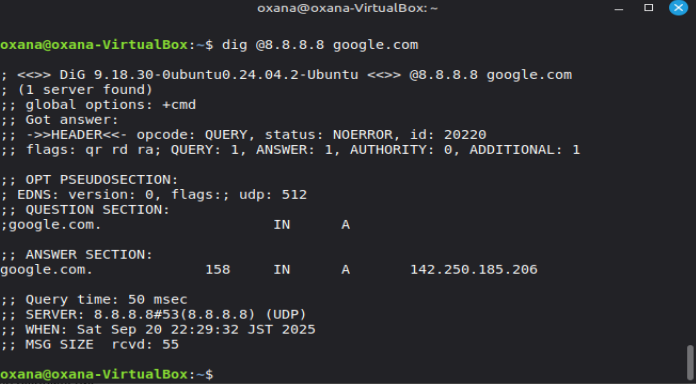 oxana@oxana-VirtualBox: ~
oxana@oxana-VirtualBox:~$ dig @8.8.8.8 google.com
; <<>> DiG 9.18.30-0ubuntu0.24.04.2-Ubuntu <<>> @8.8.8.8 google.com
; (1 server found)
;; global options: +cmd
;; Got answer:
;; ->>HEADER<<- opcode: QUERY, status: NOERROR, id: 20220
;; flags: qr rd ra; QUERY: 1, ANSWER: 1, AUTHORITY: 0, ADDITIONAL: 1
;; OPT PSEUDOSECTION:
; EDNS: version: 0, flags:; udp: 512
;; QUESTION SECTION:
;google.com. IN A
;; ANSWER SECTION:
google.com. 158 IN A 142.250.185.206
;; Query time: 50 msec
;; SERVER: 8.8.8.8#53(8.8.8.8) (UDP)
;; WHEN: Sat Sep 20 22:29:32 JST 2025
;; MSG SIZE rcvd: 55
oxana@oxana-VirtualBox:~$